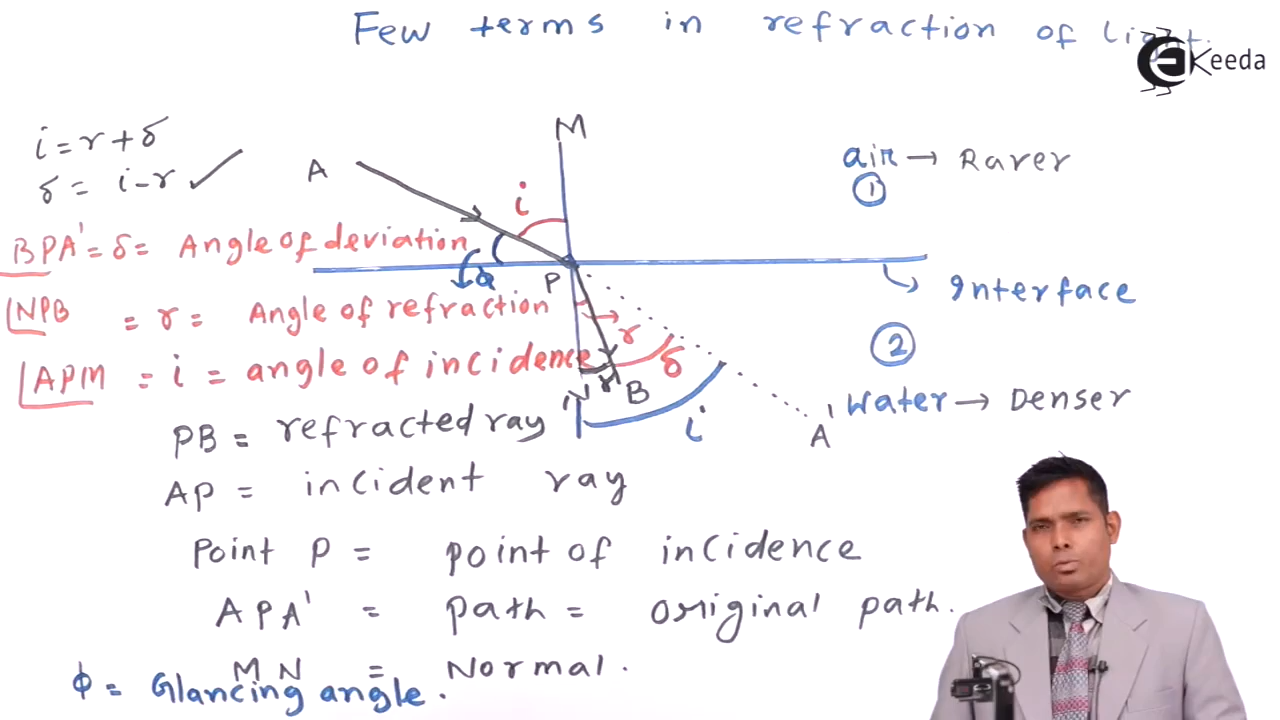 Few terms in refraction of light.
Keeda
i = r + δ
δ = i - r ✓
M
A
i
air → Rarer
①
BPA' = δ = Angle of deviation
ϕ
P
Interface
∠NPB = r = Angle of refraction
r
②
∠APM = i = angle of incidence
δ
r
N
B
i
A'
Water → Denser
PB = refracted ray
AP = incident ray
Point P = point of incidence
APA' = path = original path.
MN = Normal.
ϕ = Glancing angle.